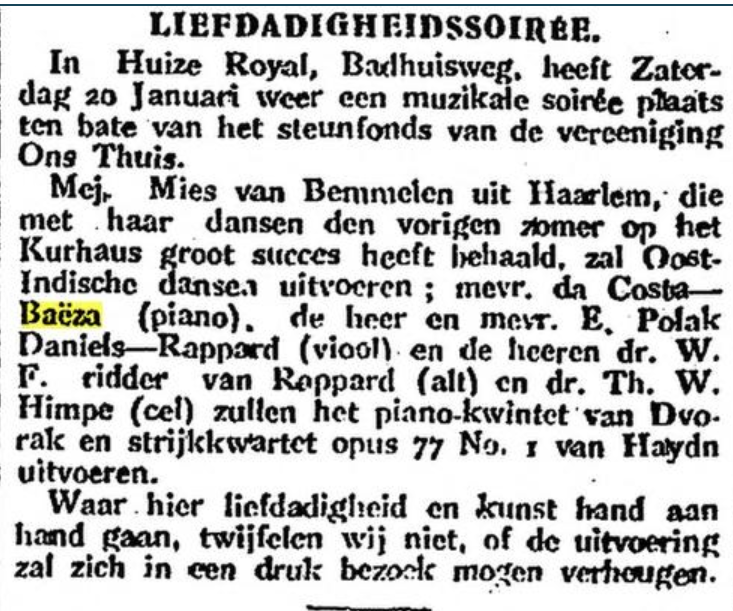 LIEFDADIGHEIDSSOIRÉE.
In Huize Royal, Badhuisweg, heeft Zater-
dag 20 Januari weer een muzikale soirée plaats
ten bate van het steunfonds van de vereeniging
Ons Thuis.
Mej. Mies van Bemmelen uit Haarlem, die
met haar dansen den vorigen zomer op het
Kurhaus groot succes heeft behaald, zal Oost-
Indische dansen uitvoeren ; mevr. da Costa—
Baëza (piano), de heer en mevr. E. Polak
Daniels—Rappard (viool) en de heeren dr. W.
F. ridder van Rappard (alt) en dr. Th. W.
Himpe (cel) zullen het piano-kwintet van Dvo-
rak en strijkkwartet opus 77 No. 1 van Haydn
uitvoeren.
Waar hier liefdadigheid en kunst hand aan
hand gaan, twijfelen wij niet, of de uitvoering
zal zich in een druk bezoek mogen verheugen.